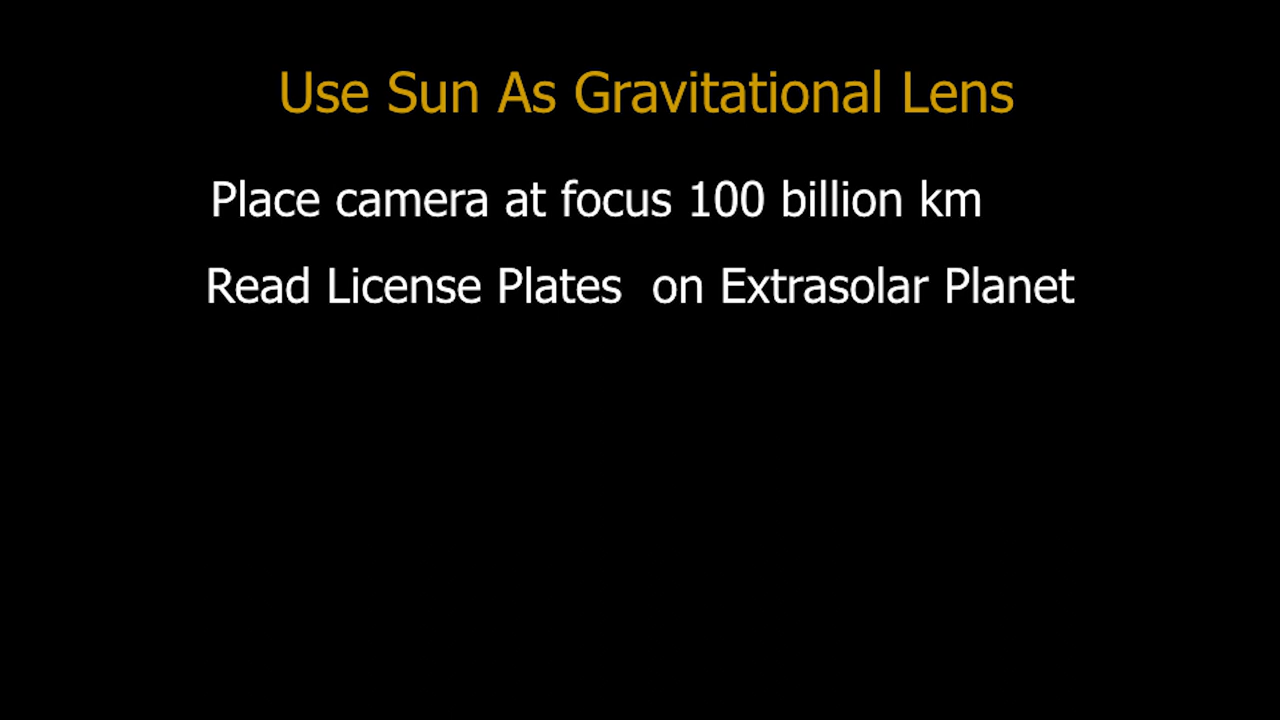 Use Sun As Gravitational Lens
Place camera at focus 100 billion km
Read License Plates  on Extrasolar Planet